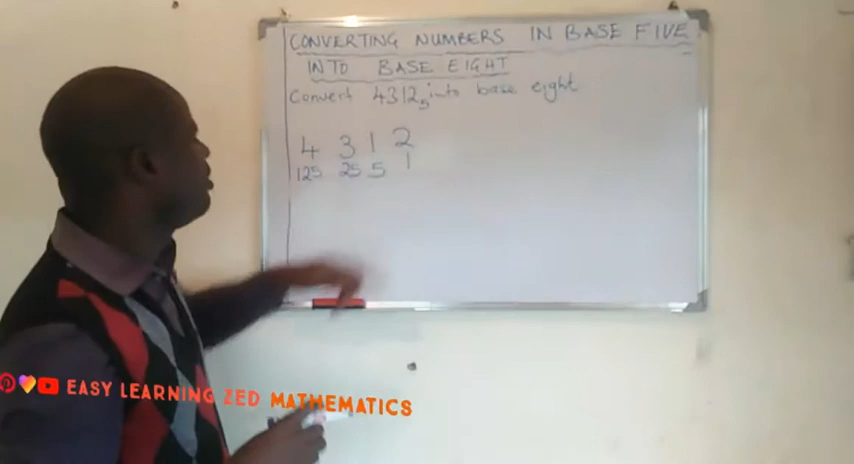 CONVERTING NUMBERS IN BASE FIVE
INTO BASE EIGHT
Convert 4312₅ into base eight
4 3 1 2
125 25 5 1
EASY LEARNING ZED MATHEMATICS